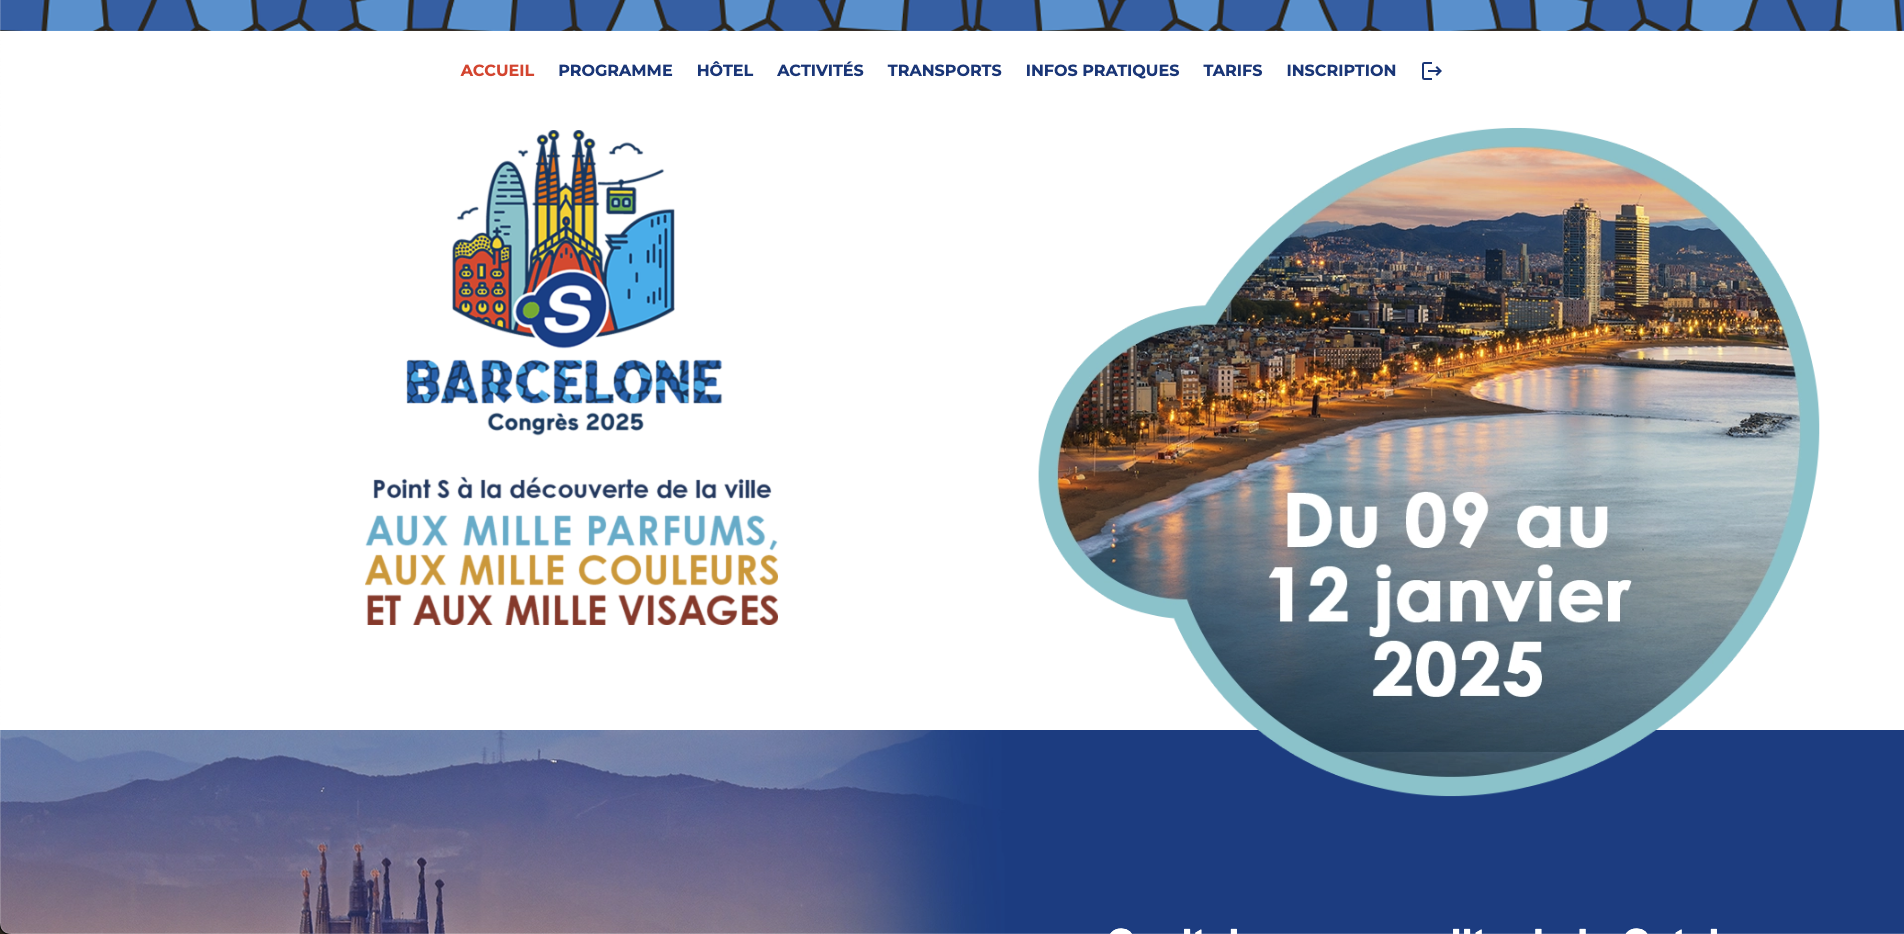 ACCUEIL PROGRAMME HÔTEL ACTIVITÉS TRANSPORTS INFOS PRATIQUES TARIFS INSCRIPTION
S
BARCELONE
Congrès 2025
Point S à la découverte de la ville
AUX MILLE PARFUMS,
AUX MILLE COULEURS
ET AUX MILLE VISAGES
Du 09 au
12 janvier
2025